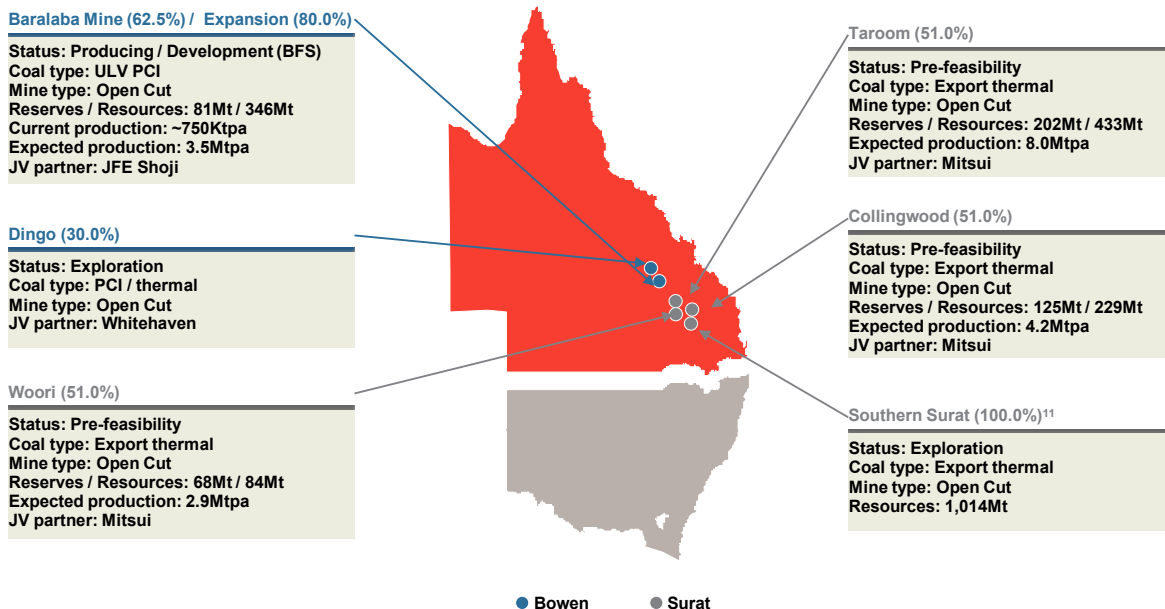 Baralaba Mine (62.5%) / Expansion (80.0%)
Status: Producing / Development (BFS)
Coal type: ULV PCI
Mine type: Open Cut
Reserves / Resources: 81Mt / 346Mt
Current production: ~750Ktpa
Expected production: 3.5Mtpa
JV partner: JFE Shoji
Dingo (30.0%)
Status: Exploration
Coal type: PCI / thermal
Mine type: Open Cut
JV partner: Whitehaven
Woori (51.0%)
Status: Pre-feasibility
Coal type: Export thermal
Mine type: Open Cut
Reserves / Resources: 68Mt / 84Mt
Expected production: 2.9Mtpa
JV partner: Mitsui
Taroom (51.0%)
Status: Pre-feasibility
Coal type: Export thermal
Mine type: Open Cut
Reserves / Resources: 202Mt / 433Mt
Expected production: 8.0Mtpa
JV partner: Mitsui
Collingwood (51.0%)
Status: Pre-feasibility
Coal type: Export thermal
Mine type: Open Cut
Reserves / Resources: 125Mt / 229Mt
Expected production: 4.2Mtpa
JV partner: Mitsui
Southern Surat (100.0%)¹¹
Status: Exploration
Coal type: Export thermal
Mine type: Open Cut
Resources: 1,014Mt
Bowen
Surat